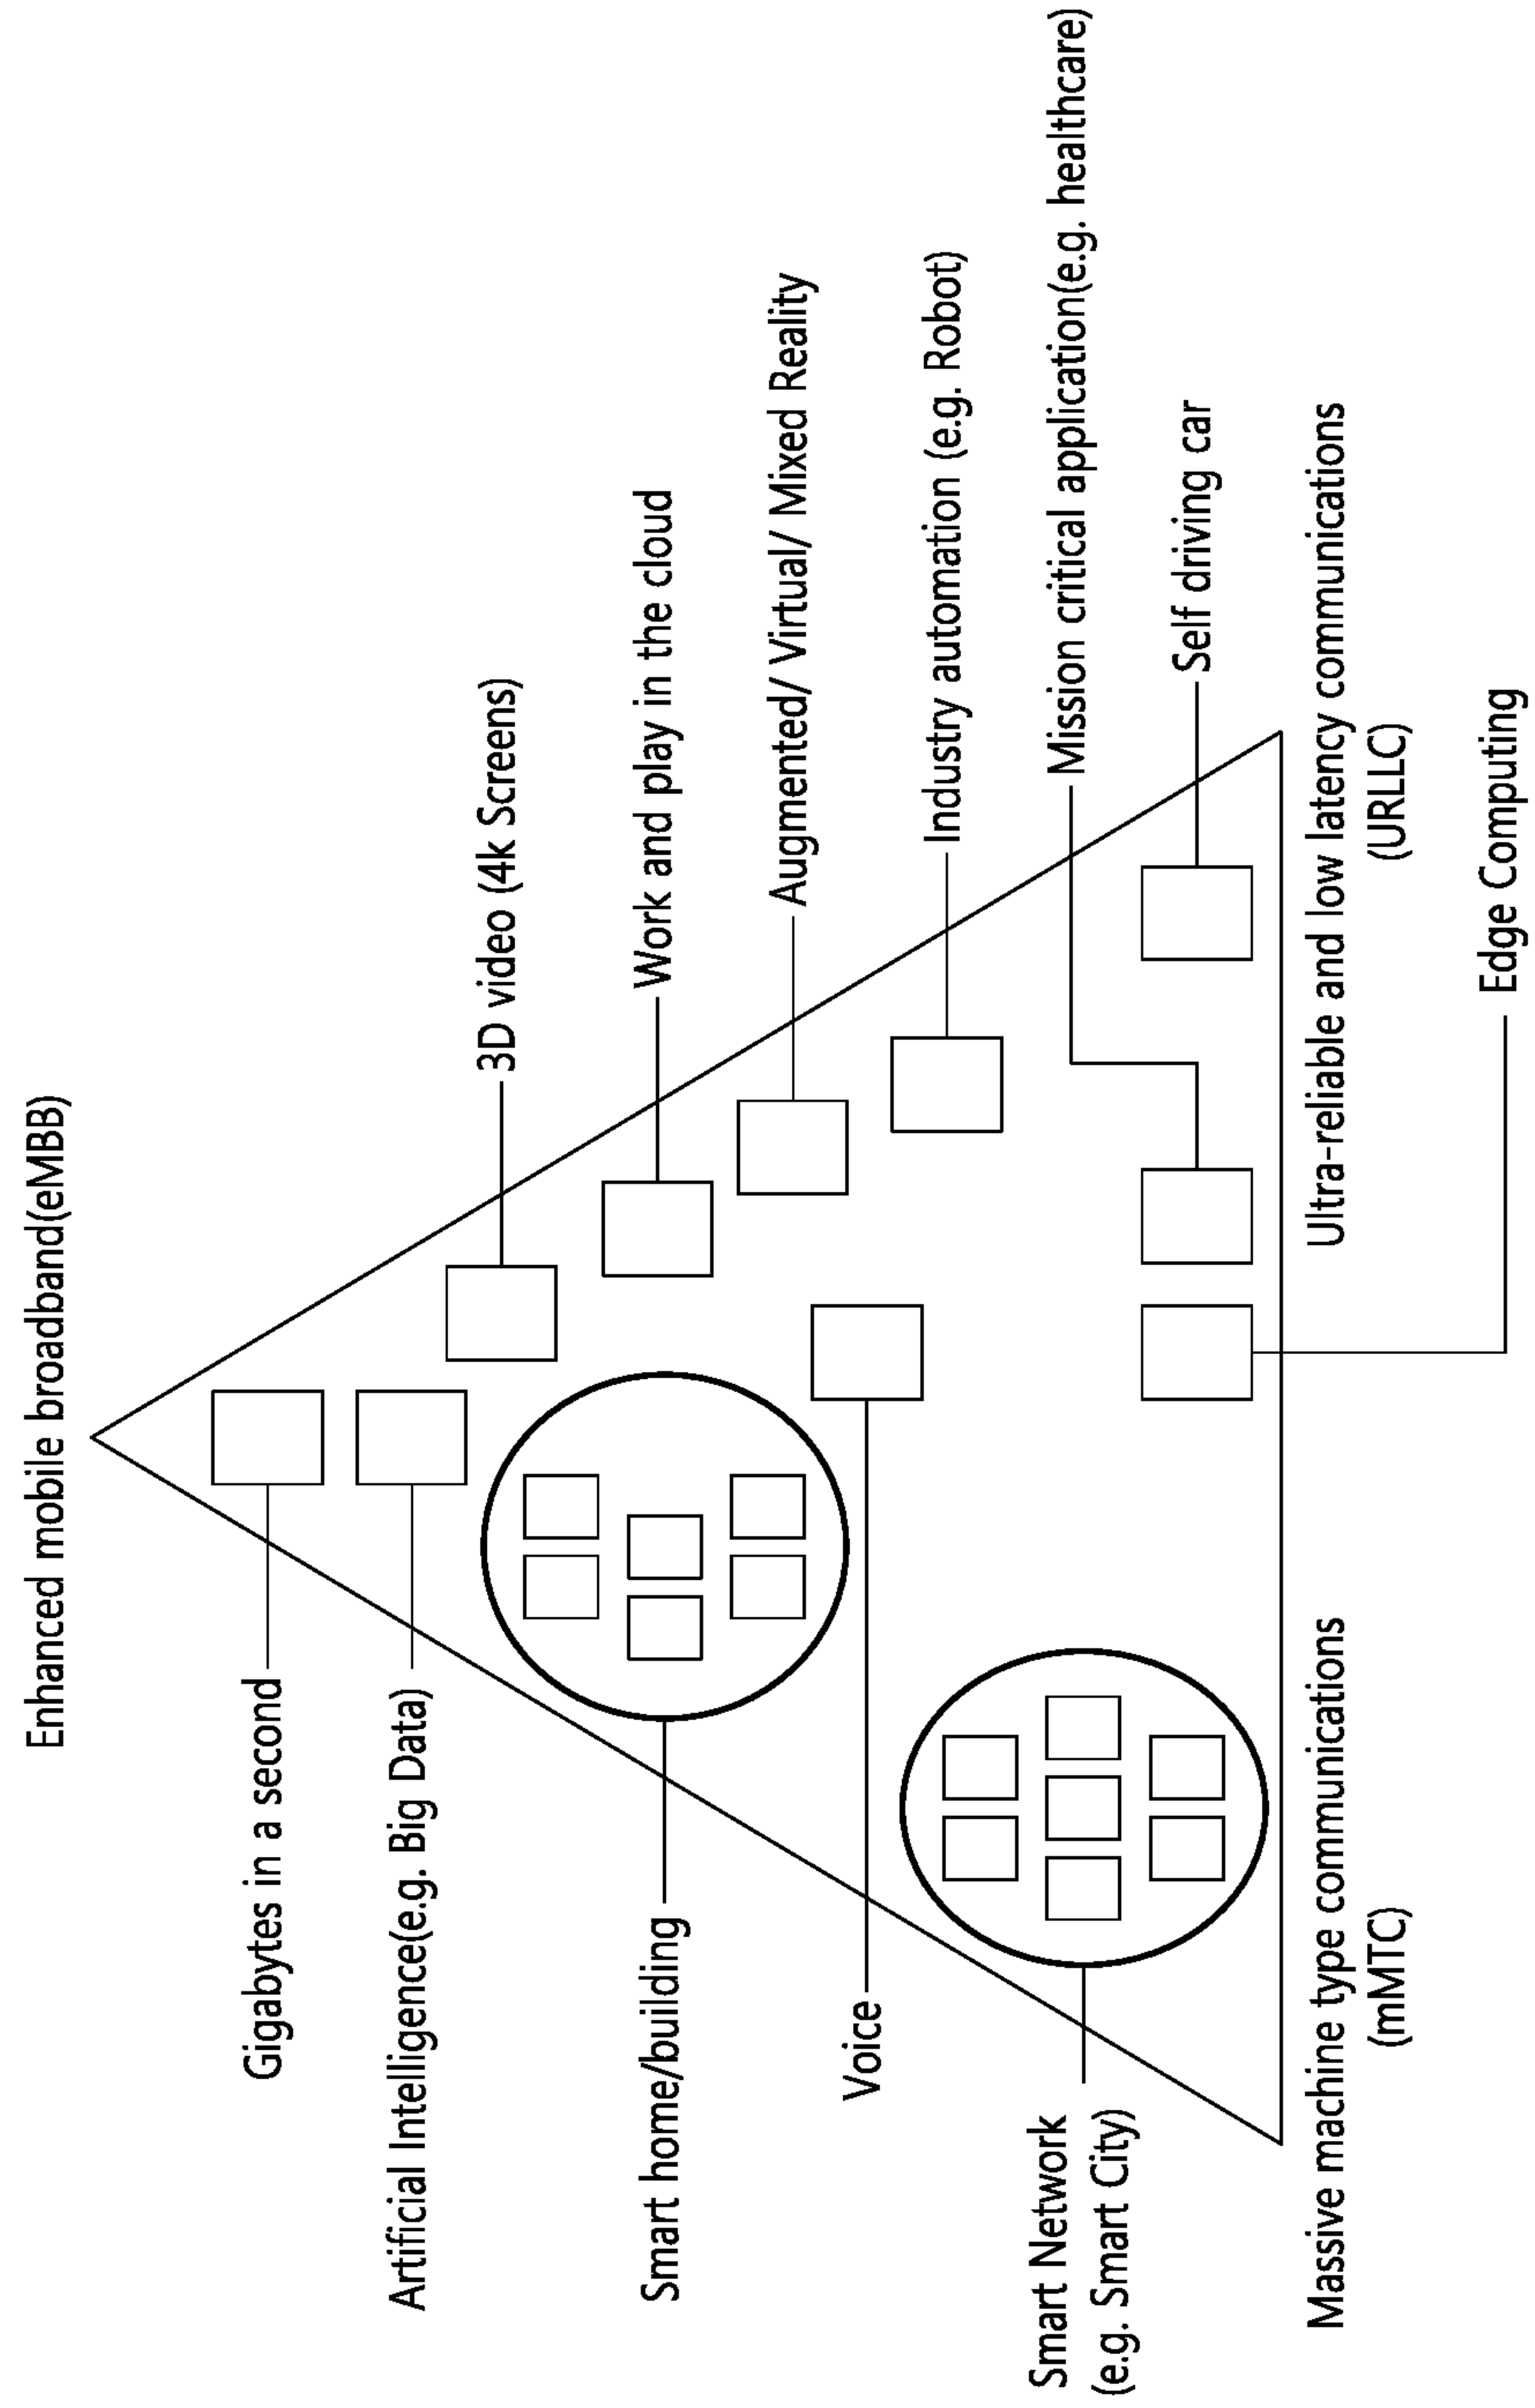 Enhanced mobile broadband(eMBB)
Gigabytes in a second
Artificial Intelligence(e.g. Big Data)
3D video (4k Screens)
Smart home/building
Work and play in the cloud
Augmented/ Virtual/ Mixed Reality
Voice
Industry automation (e.g. Robot)
Smart Network
(e.g. Smart City)
Mission critical application(e.g. healthcare)
Self driving car
Massive machine type communications
(mMTC)
Ultra-reliable and low latency communications
(URLLC)
Edge Computing